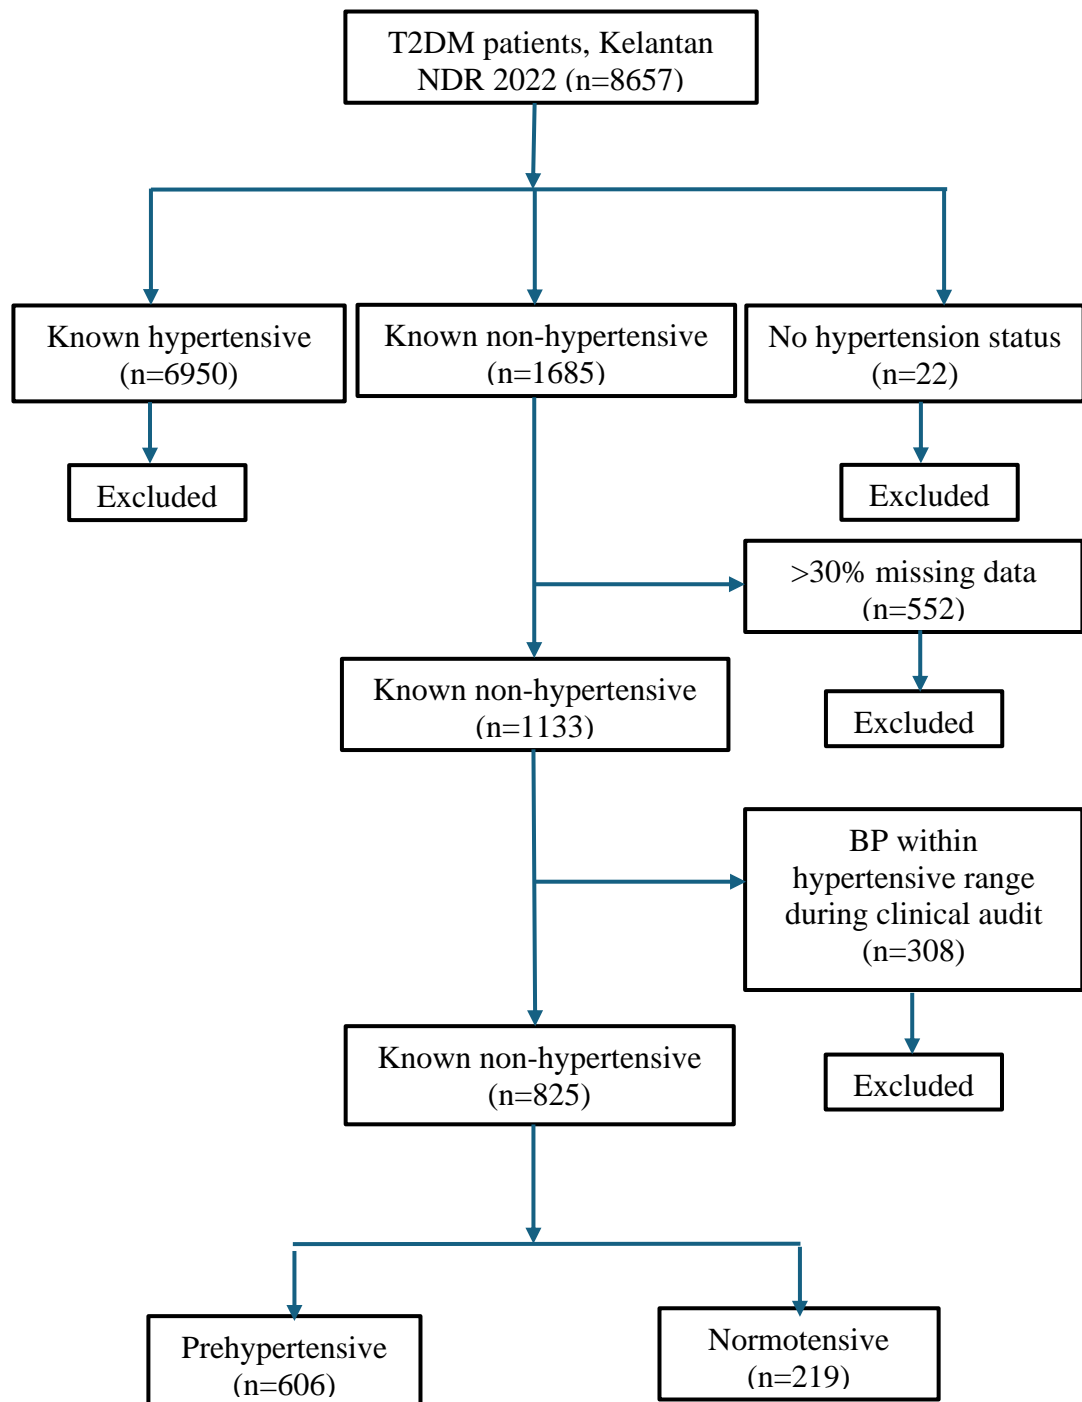 T2DM patients, Kelantan
NDR 2022 (n=8657)
Known hypertensive
(n=6950)
Known non-hypertensive
(n=1685)
No hypertension status
(n=22)
Excluded
Excluded
>30% missing data
(n=552)
Known non-hypertensive
(n=1133)
Excluded
BP within
hypertensive range
during clinical audit
(n=308)
Known non-hypertensive
(n=825)
Excluded
Prehypertensive
(n=606)
Normotensive
(n=219)